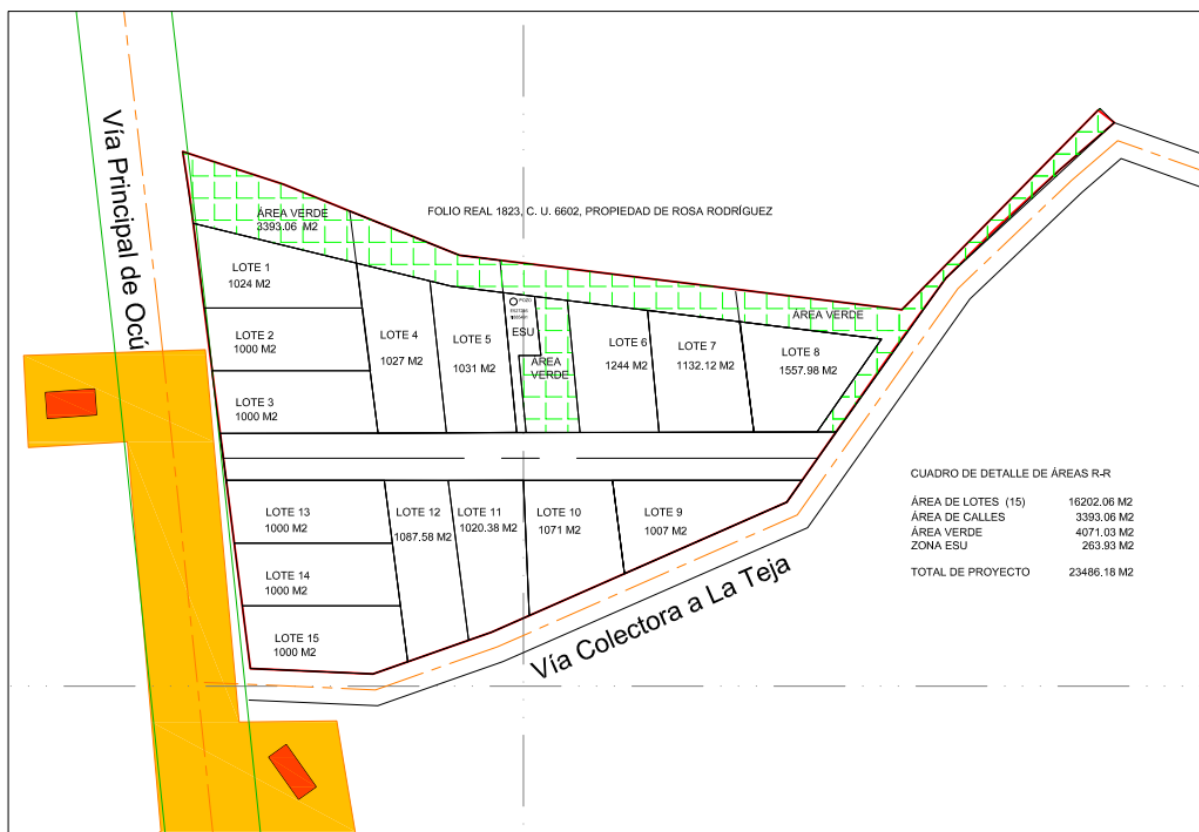 Vía Principal de Ocú
ÁREA VERDE
3393.06 M2
FOLIO REAL 1823, C. U. 6602, PROPIEDAD DE ROSA RODRÍGUEZ
LOTE 1
1024 M2
LOTE 2
1000 M2
LOTE 3
1000 M2
LOTE 4
1027 M2
LOTE 5
1031 M2
POZO
ESU
ÁREA
VERDE
LOTE 6
1244 M2
LOTE 7
1132.12 M2
ÁREA VERDE
LOTE 8
1557.98 M2
LOTE 13
1000 M2
LOTE 14
1000 M2
LOTE 15
1000 M2
LOTE 12
1087.58 M2
LOTE 11
1020.38 M2
LOTE 10
1071 M2
LOTE 9
1007 M2
Vía Colectora a La Teja
CUADRO DE DETALLE DE ÁREAS R-R
ÁREA DE LOTES (15) 16202.06 M2
ÁREA DE CALLES 3393.06 M2
ÁREA VERDE 4071.03 M2
ZONA ESU 263.93 M2
TOTAL DE PROYECTO 23486.18 M2